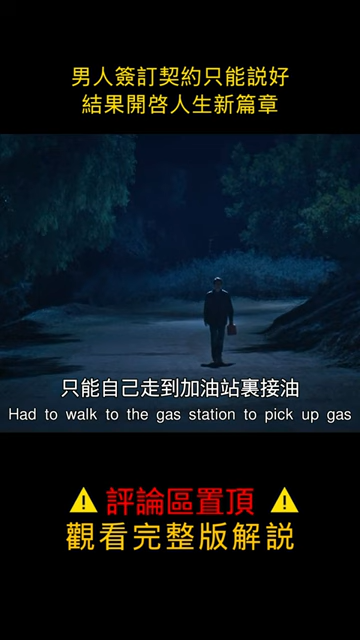 男人簽訂契約只能説好
結果開啓人生新篇章
只能自己走到加油站裏接油
Had to walk to the gas station to pick up gas
評論區置頂
觀看完整版解説